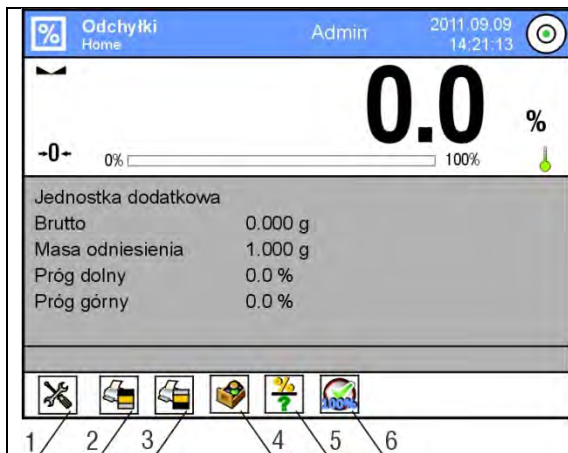 % Odchyłki Admin 2011.09.09
Home 14:21:13
0.0 %
→0← 0% 100%
Jednostka dodatkowa
Brutto 0.000 g
Masa odniesienia 1.000 g
Próg dolny 0.0 %
Próg górny 0.0 %
% ? 100%
1 2 3 4 5 6